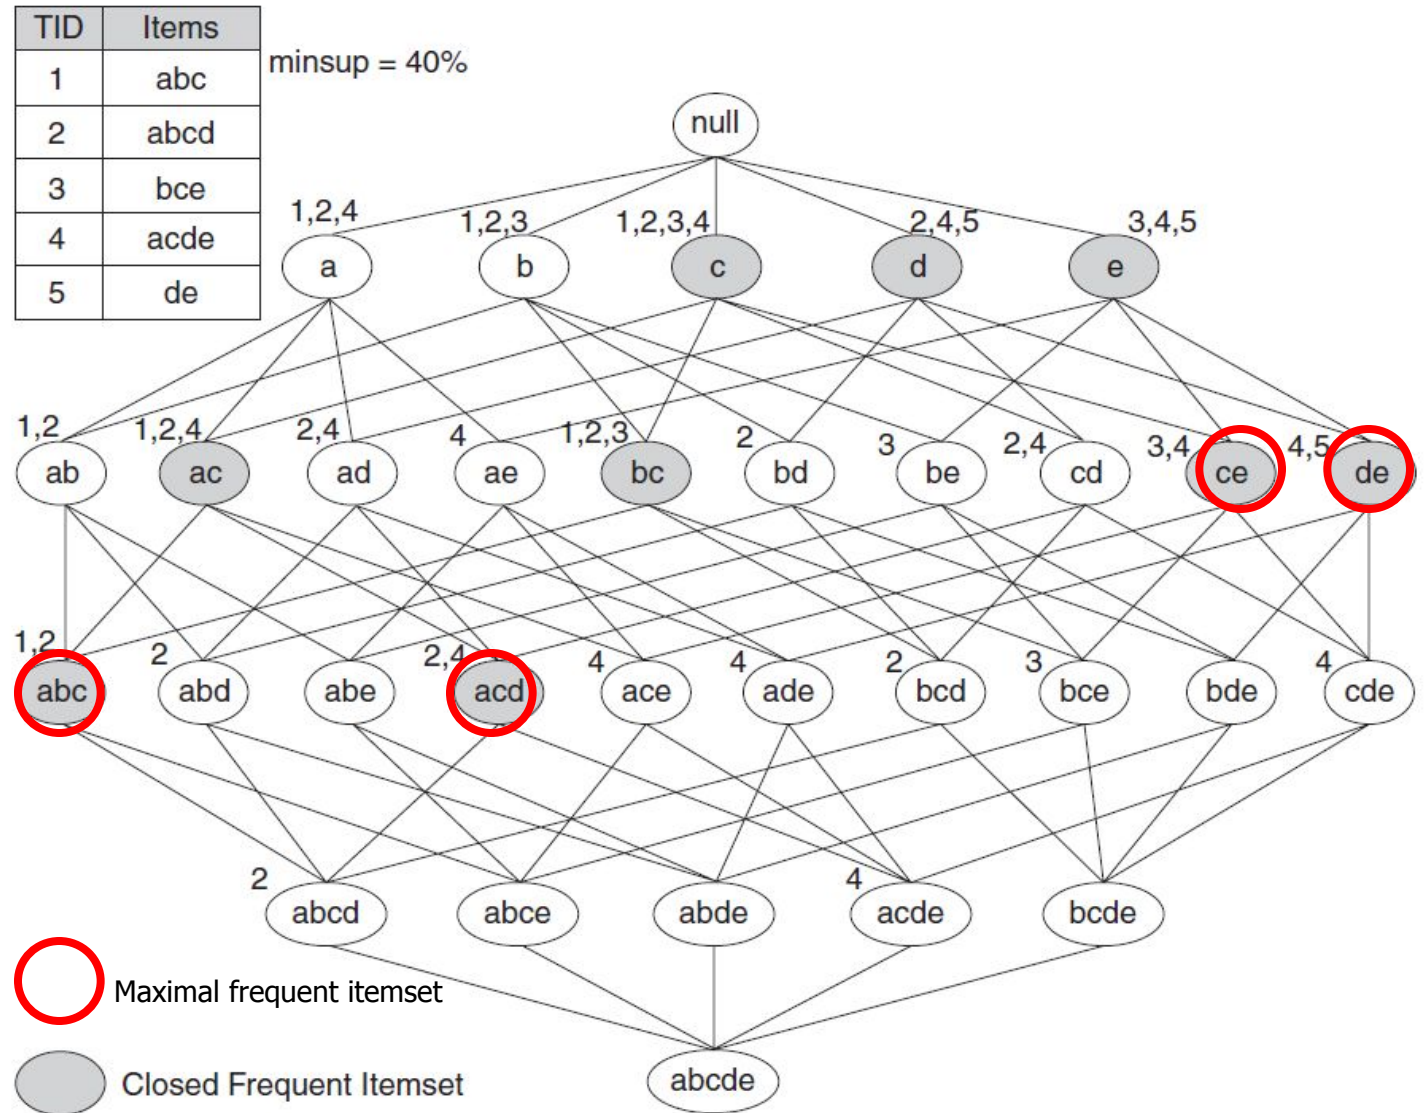 TID Items
1 abc
2 abcd
3 bce
4 acde
5 de
minsup = 40%
null
1,2,4 1,2,3 1,2,3,4 2,4,5 3,4,5
a b c d e
1,2 1,2,4 2,4 4 1,2,3 2 3 2,4 3,4 4,5
ab ac ad ae bc bd be cd ce de
1,2 2 2,4 4 4 2 3 4
abc abd abe acd ace ade bcd bce bde cde
2 4
abcd abce abde acde bcde
Maximal frequent itemset
abcde
Closed Frequent Itemset